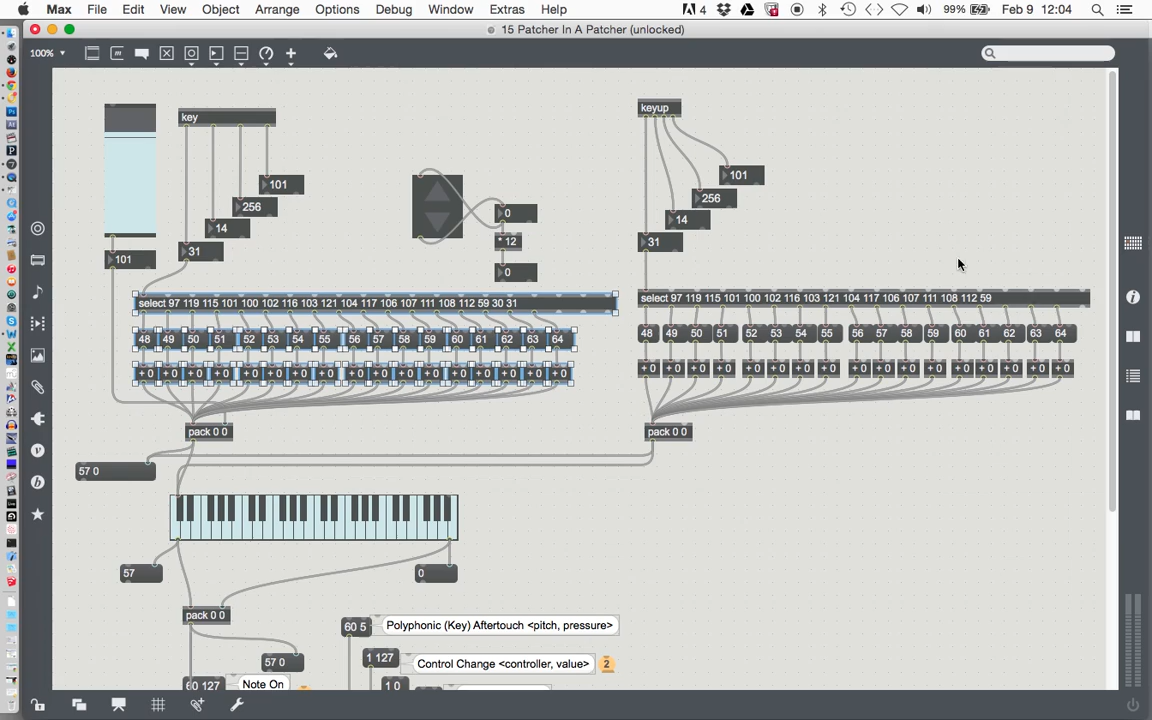 Max File Edit View Object Arrange Options Debug Window Extras Help 4 99% Feb 9 12:04
15 Patcher In A Patcher (unlocked)
100%
key
keyup
101
256
14
31
101
0
* 12
0
101
256
14
31
select 97 119 115 101 100 102 116 103 121 104 117 106 107 111 108 112 59 30 31
select 97 119 115 101 100 102 116 103 121 104 117 106 107 111 108 112 59
48 49 50 51 52 53 54 55 56 57 58 59 60 61 62 63 64
48 49 50 51 52 53 54 55 56 57 58 59 60 61 62 63 64
+ 0 + 0 + 0 + 0 + 0 + 0 + 0 + 0 + 0 + 0 + 0 + 0 + 0 + 0 + 0 + 0 + 0
+ 0 + 0 + 0 + 0 + 0 + 0 + 0 + 0 + 0 + 0 + 0 + 0 + 0 + 0 + 0 + 0 + 0
pack 0 0
pack 0 0
57 0
57
0
pack 0 0
60 5 Polyphonic (Key) Aftertouch <pitch, pressure>
57 0
1 127 Control Change <controller, value> 2
60 127 Note On
1 0